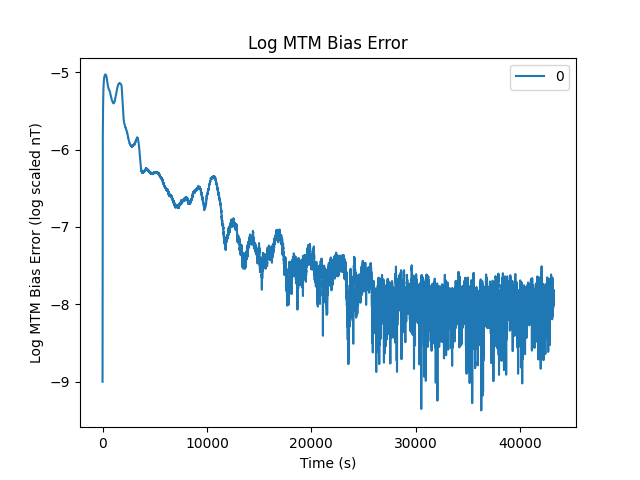 Log MTM Bias Error
0
Log MTM Bias Error (log scaled nT)
−5
−6
−7
−8
−9
0 10000 20000 30000 40000
Time (s)